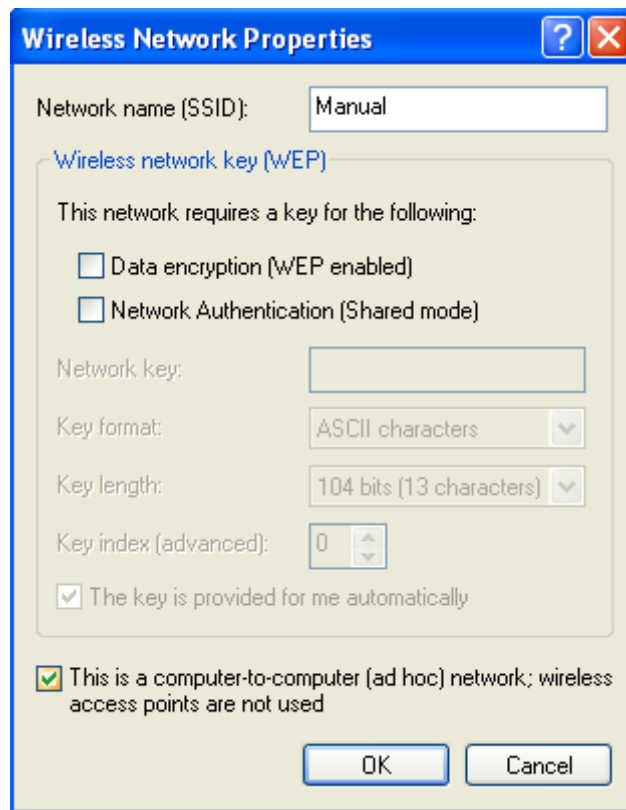 Wireless Network Properties
Network name (SSID): Manual
Wireless network key (WEP)
This network requires a key for the following:
Data encryption (WEP enabled)
Network Authentication (Shared mode)
Network key:
Key format: ASCII characters
Key length: 104 bits (13 characters)
Key index (advanced): 0
The key is provided for me automatically
This is a computer-to-computer (ad hoc) network; wireless
access points are not used
OK Cancel